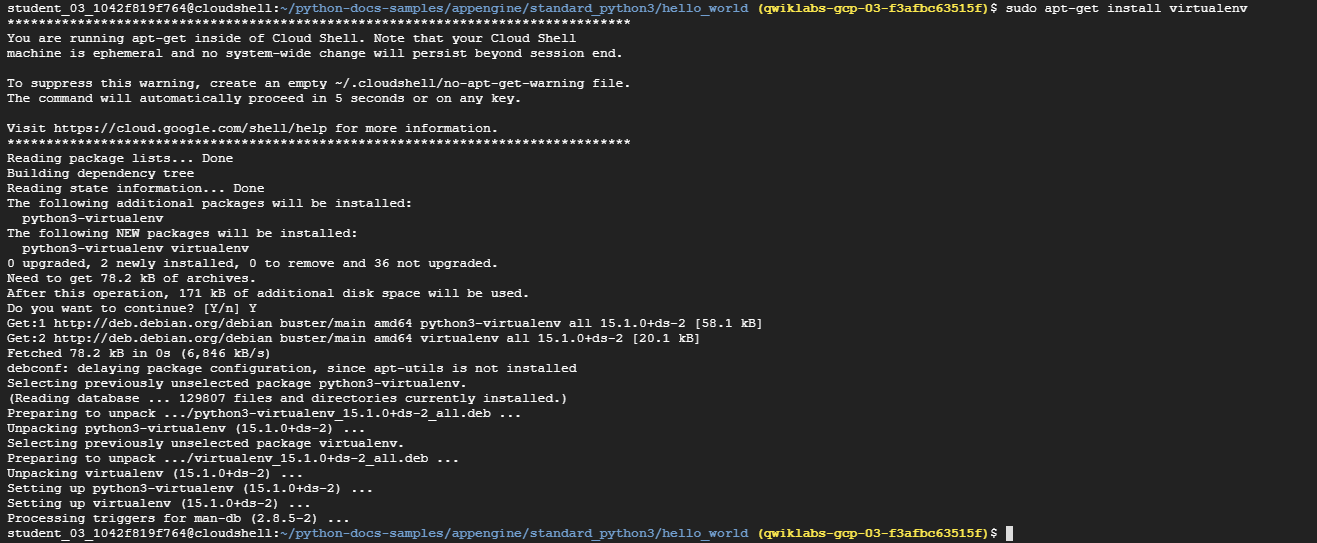 student_03_1042f819f764@cloudshell:~/python-docs-samples/appengine/standard_python3/hello_world (qwiklabs-gcp-03-f3afbc63515f)$ sudo apt-get install virtualenv
********************************************************************************
You are running apt-get inside of Cloud Shell. Note that your Cloud Shell
machine is ephemeral and no system-wide change will persist beyond session end.

To suppress this warning, create an empty ~/.cloudshell/no-apt-get-warning file.
The command will automatically proceed in 5 seconds or on any key.

Visit https://cloud.google.com/shell/help for more information.
********************************************************************************
Reading package lists... Done
Building dependency tree
Reading state information... Done
The following additional packages will be installed:
  python3-virtualenv
The following NEW packages will be installed:
  python3-virtualenv virtualenv
0 upgraded, 2 newly installed, 0 to remove and 36 not upgraded.
Need to get 78.2 kB of archives.
After this operation, 171 kB of additional disk space will be used.
Do you want to continue? [Y/n] Y
Get:1 http://deb.debian.org/debian buster/main amd64 python3-virtualenv all 15.1.0+ds-2 [58.1 kB]
Get:2 http://deb.debian.org/debian buster/main amd64 virtualenv all 15.1.0+ds-2 [20.1 kB]
Fetched 78.2 kB in 0s (6,846 kB/s)
debconf: delaying package configuration, since apt-utils is not installed
Selecting previously unselected package python3-virtualenv.
(Reading database ... 129807 files and directories currently installed.)
Preparing to unpack .../python3-virtualenv_15.1.0+ds-2_all.deb ...
Unpacking python3-virtualenv (15.1.0+ds-2) ...
Selecting previously unselected package virtualenv.
Preparing to unpack .../virtualenv_15.1.0+ds-2_all.deb ...
Unpacking virtualenv (15.1.0+ds-2) ...
Setting up python3-virtualenv (15.1.0+ds-2) ...
Setting up virtualenv (15.1.0+ds-2) ...
Processing triggers for man-db (2.8.5-2) ...
student_03_1042f819f764@cloudshell:~/python-docs-samples/appengine/standard_python3/hello_world (qwiklabs-gcp-03-f3afbc63515f)$